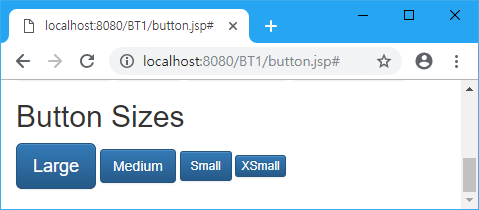 localhost:8080/BT1/button.jsp#
localhost:8080/BT1/button.jsp#
Button Sizes
Large Medium Small XSmall